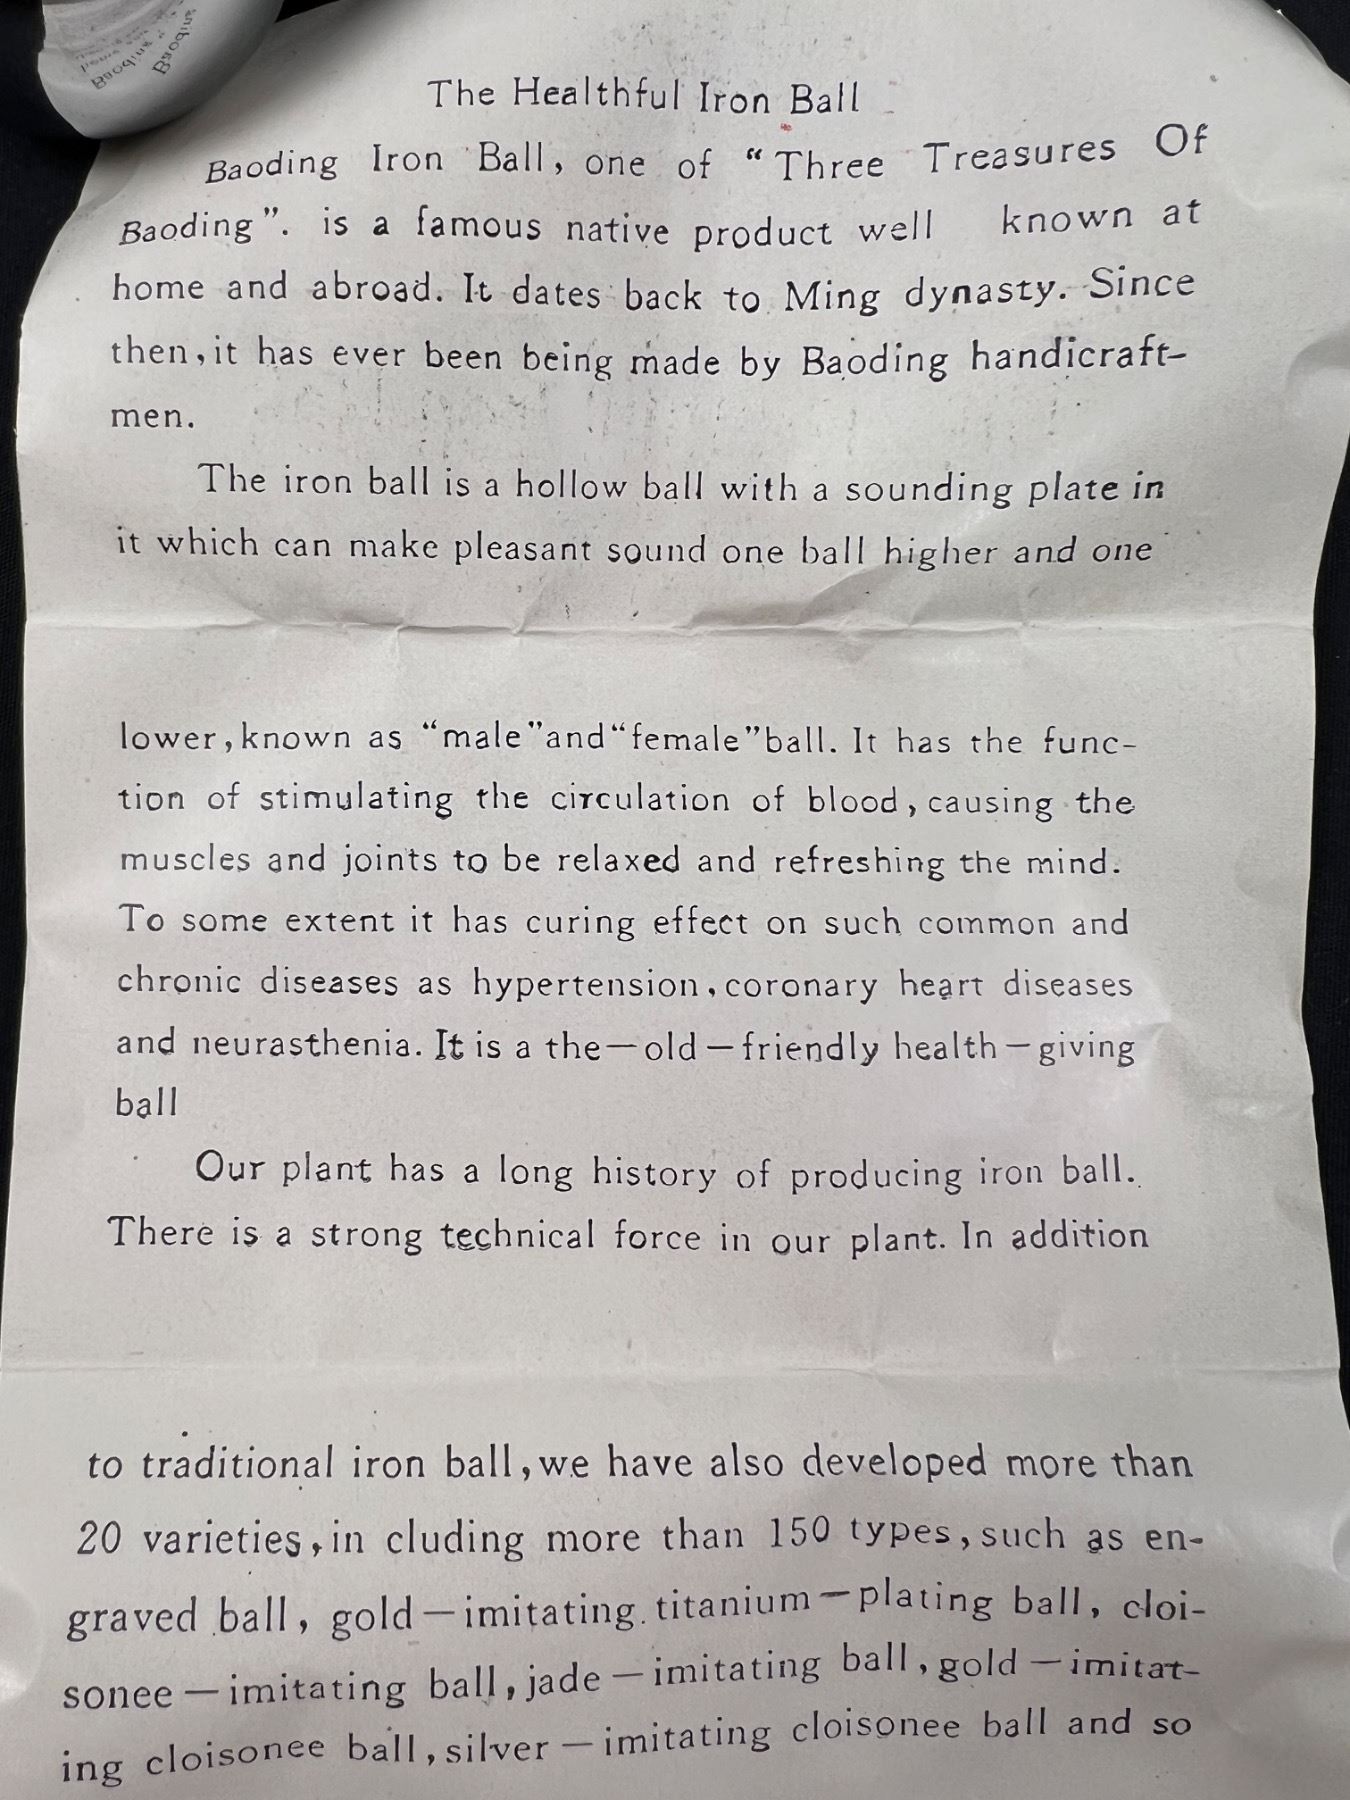 The Healthful Iron Ball
Baoding Iron Ball, one of “Three Treasures Of
Baoding”. is a famous native product well known at
home and abroad. It dates back to Ming dynasty. Since
then,it has ever been being made by Baoding handicraft-
men.
The iron ball is a hollow ball with a sounding plate in
it which can make pleasant sound one ball higher and one
lower,known as “male”and“female”ball. It has the func-
tion of stimulating the circulation of blood,causing the
muscles and joints to be relaxed and refreshing the mind.
To some extent it has curing effect on such common and
chronic diseases as hypertension,coronary heart diseases
and neurasthenia. It is a the—old—friendly health—giving
ball
Our plant has a long history of producing iron ball.
There is a strong technical force in our plant. In addition
to traditional iron ball,we have also developed more than
20 varieties,in cluding more than 150 types,such as en-
graved ball, gold—imitating titanium—plating ball, cloi-
sonee—imitating ball,jade—imitating ball,gold—imitat-
ing cloisonee ball,silver—imitating cloisonee ball and so
Baoding
Baoding